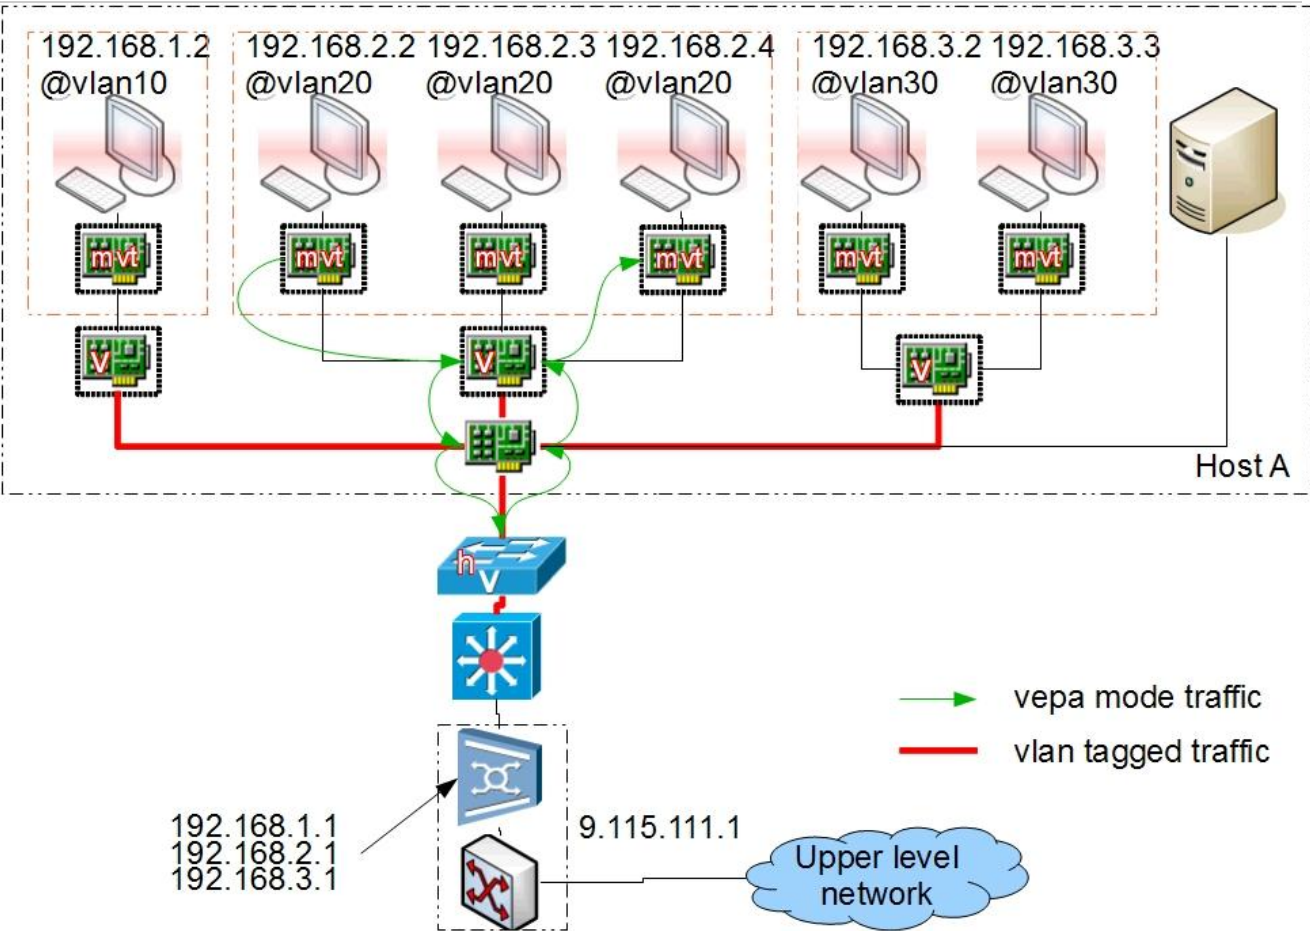 192.168.1.2
@vlan10
192.168.2.2
@vlan20
192.168.2.3
@vlan20
192.168.2.4
@vlan20
192.168.3.2
@vlan30
192.168.3.3
@vlan30
mvt
mvt
mvt
mvt
mvt
mvt
V
V
V
Host A
h
V
vepa mode traffic
vlan tagged traffic
192.168.1.1
192.168.2.1
192.168.3.1
9.115.111.1
Upper level
network